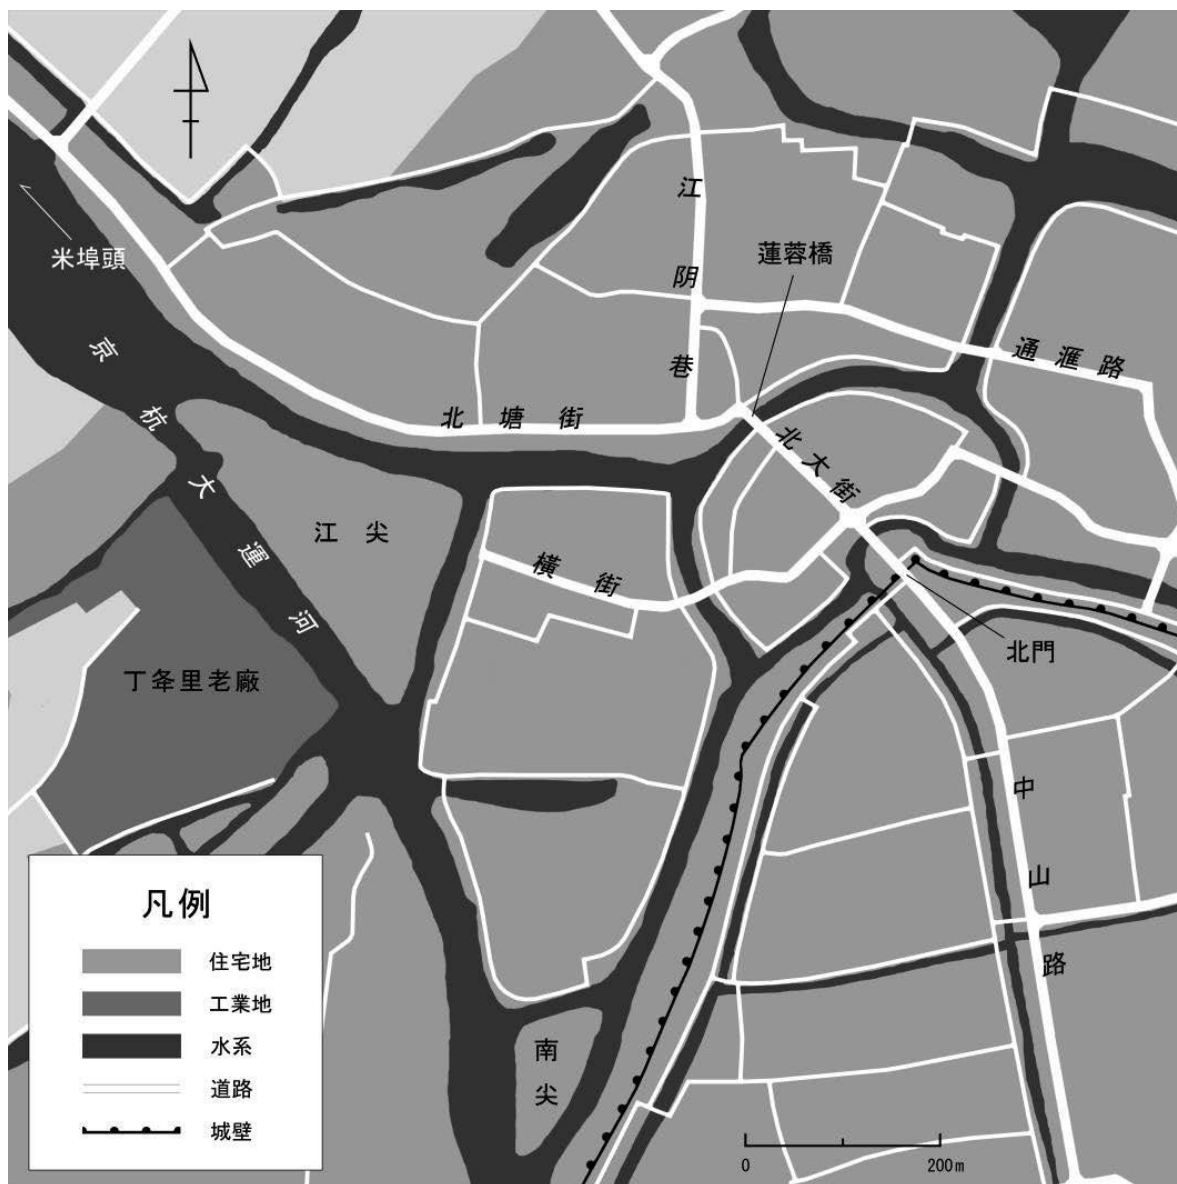 米埠頭
京杭大運河
江阴巷
蓮蓉橋
通滙路
北塘街
北大街
江尖
橫街
丁夆里老廠
北門
中山路
南尖
凡例
住宅地
工業地
水系
道路
城壁
0 200m